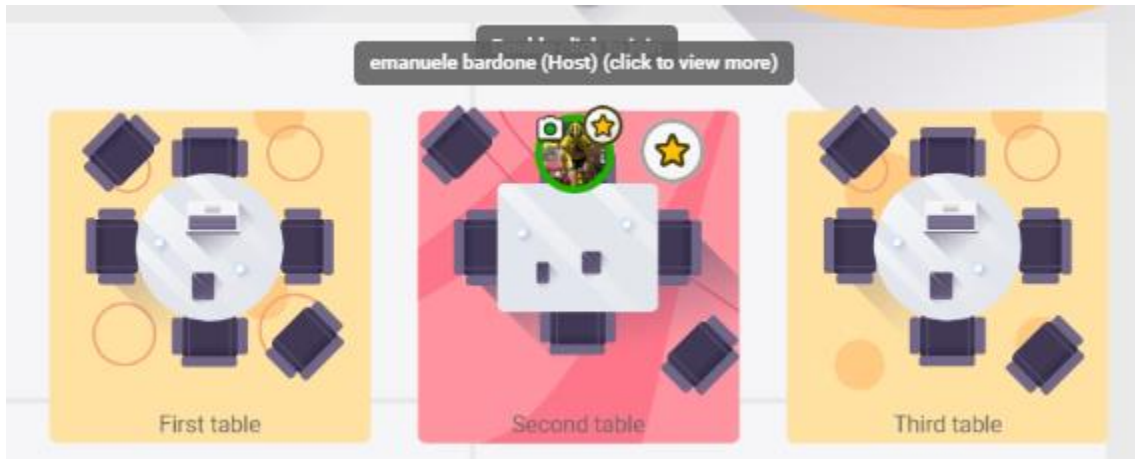 emanuele bardone (Host) (click to view more)
First table
Second table
Third table